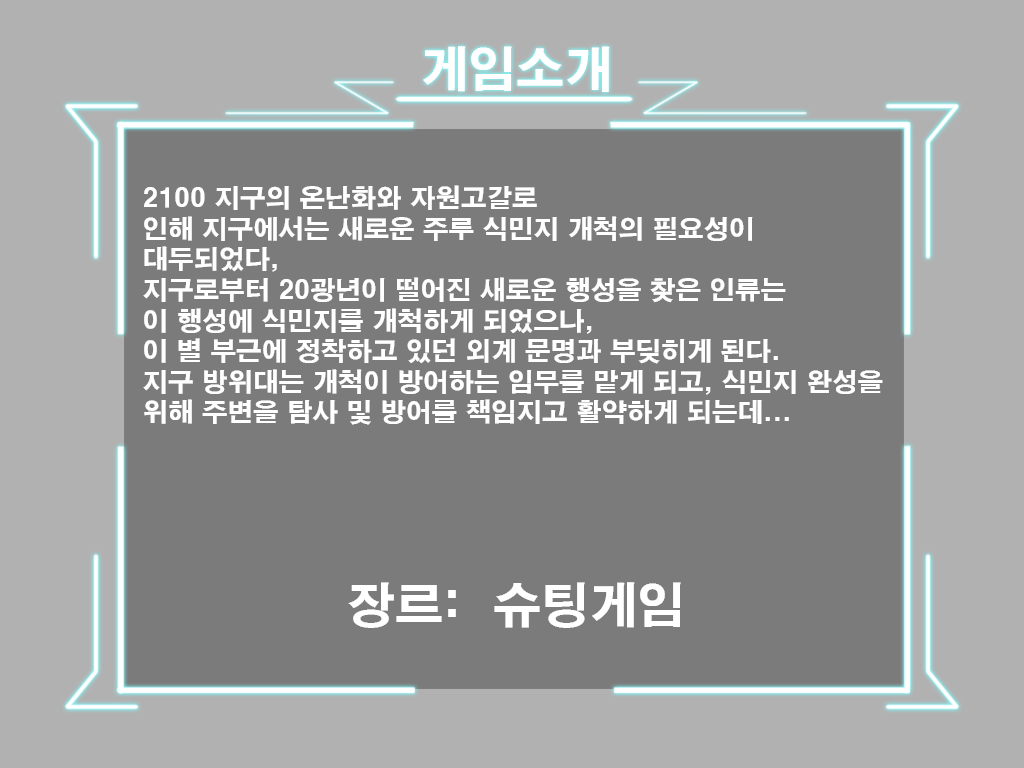 게임소개
2100 지구의 온난화와 자원고갈로
인해 지구에서는 새로운 주루 식민지 개척의 필요성이
대두되었다,
지구로부터 20광년이 떨어진 새로운 행성을 찾은 인류는
이 행성에 식민지를 개척하게 되었으나,
이 별 부근에 정착하고 있던 외계 문명과 부딪히게 된다.
지구 방위대는 개척이 방어하는 임무를 맡게 되고, 식민지 완성을
위해 주변을 탐사 및 방어를 책임지고 활약하게 되는데...
장르: 슈팅게임